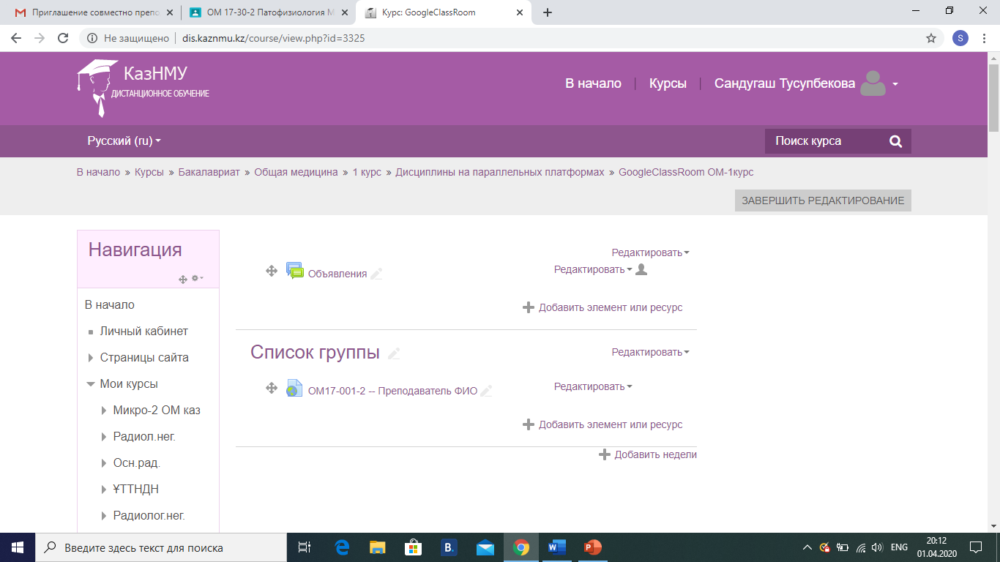 Приглашение совместно препо
ОМ 17-30-2 Патофизиология М
Курс: GoogleClassRoom
Не защищено
dis.kaznmu.kz/course/view.php?id=3325
S
КазНМУ
ДИСТАНЦИОННОЕ ОБУЧЕНИЕ
В начало
Курсы
Сандугаш Тусупбекова
Русский (ru)
Поиск курса
В начало » Курсы » Бакалавриат » Общая медицина » 1 курс » Дисциплины на параллельных платформах » GoogleClassRoom ОМ-1курс
ЗАВЕРШИТЬ РЕДАКТИРОВАНИЕ
Навигация
В начало
Личный кабинет
Страницы сайта
Мои курсы
Микро-2 ОМ каз
Радиол.нег.
Осн.рад.
ҰТТНДН
Радиолог.нег.
Редактировать
Объявления
Редактировать
Добавить элемент или ресурс
Список группы
Редактировать
ОМ17-001-2 -- Преподаватель ФИО
Редактировать
Добавить элемент или ресурс
Добавить недели
Введите здесь текст для поиска
B.
ENG
20:12
01.04.2020